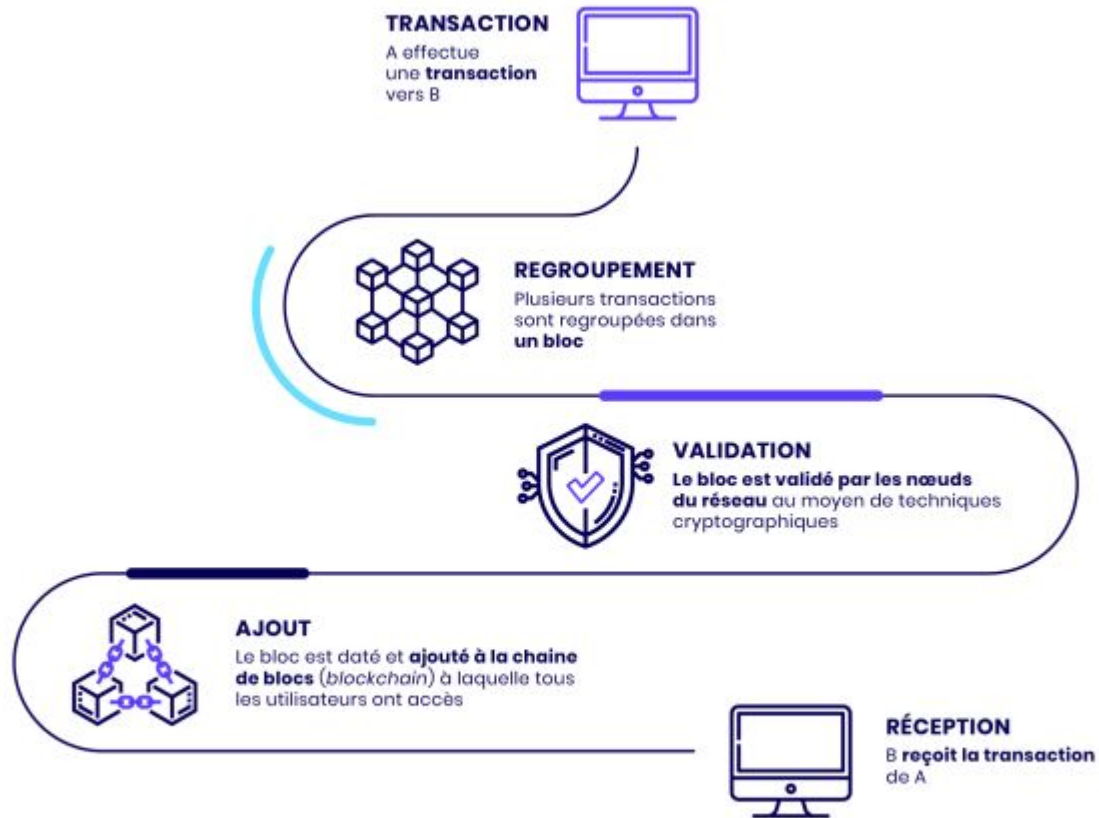 TRANSACTION
A effectue
une transaction
vers B
REGROUPEMENT
Plusieurs transactions
sont regroupées dans
un bloc
VALIDATION
Le bloc est validé par les nœuds
du réseau au moyen de techniques
cryptographiques
AJOUT
Le bloc est daté et ajouté à la chaine
de blocs (blockchain) à laquelle tous
les utilisateurs ont accès
RÉCEPTION
B reçoit la transaction
de A